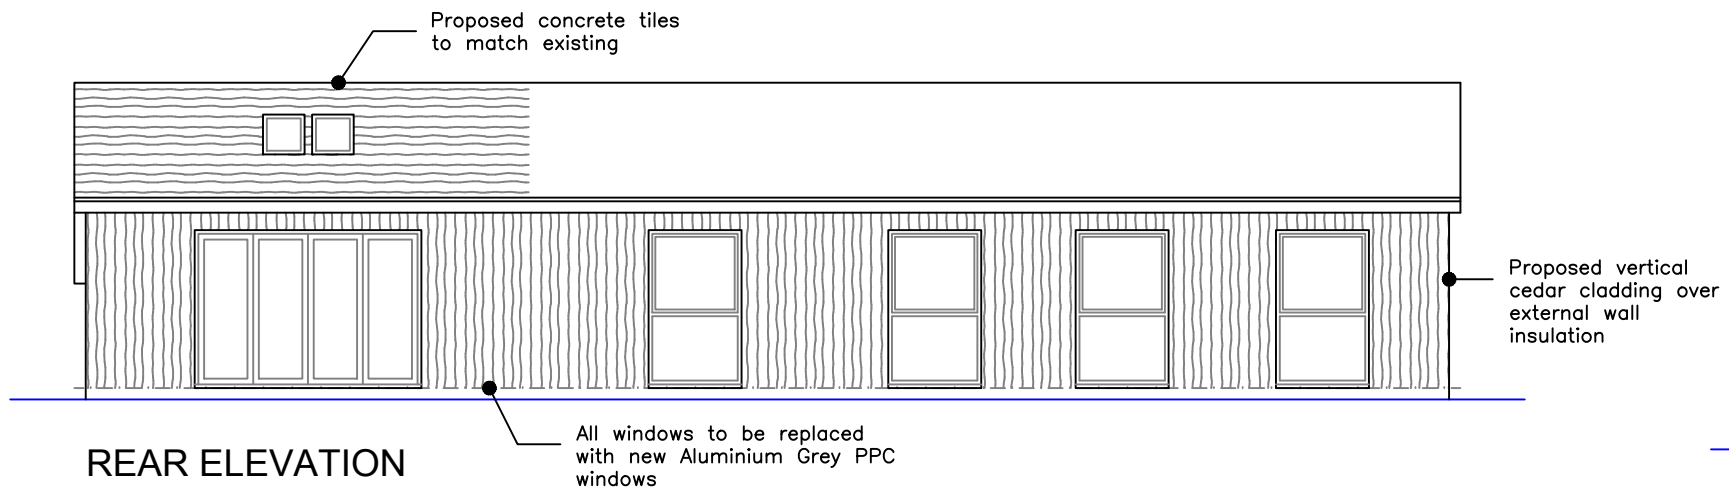 Proposed concrete tiles
to match existing
Proposed vertical
cedar cladding over
external wall
insulation
All windows to be replaced
with new Aluminium Grey PPC
windows
REAR ELEVATION